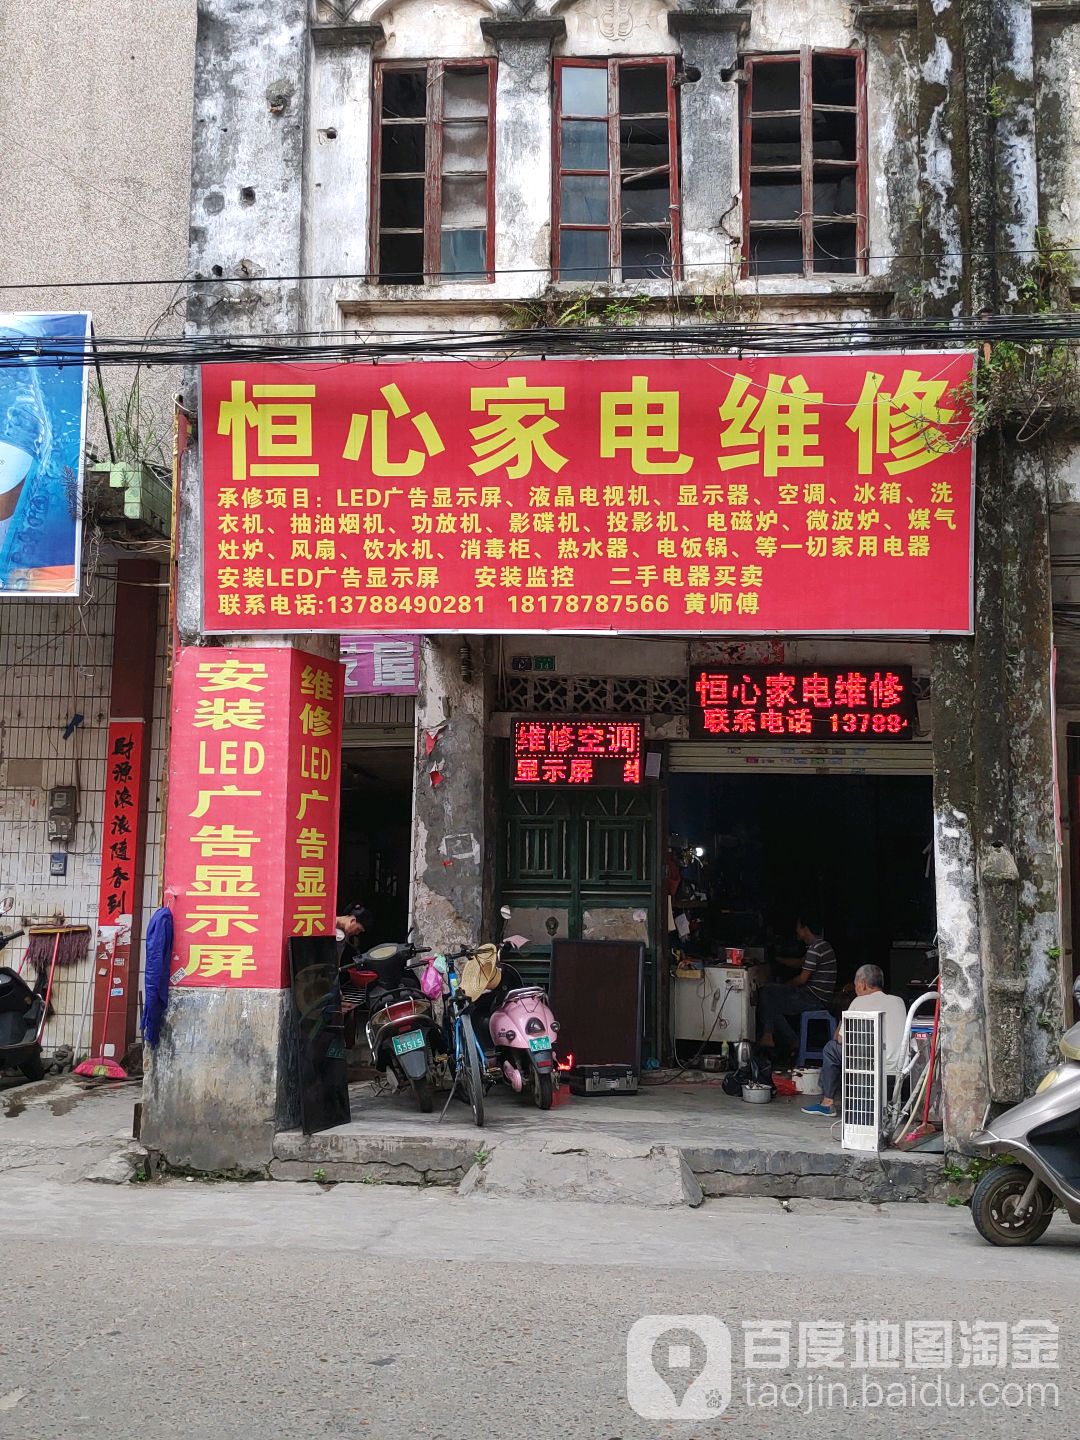 恒心家电维修
承修项目：LED广告显示屏、液晶电视机、显示器、空调、冰箱、洗
衣机、抽油烟机、功放机、影碟机、投影机、电磁炉、微波炉、煤气
灶炉、风扇、饮水机、消毒柜、热水器、电饭锅、等一切家用电器
安装LED广告显示屏 安装监控 二手电器买卖
联系电话:13788490281 18178787566 黄师傅
安装LED广告显示屏
维修LED广告显示
屋
恒心家电维修
联系电话 13788
维修空调
显示屏
财源滚滚随春到
33515
百度地图淘金
taojin.baidu.com